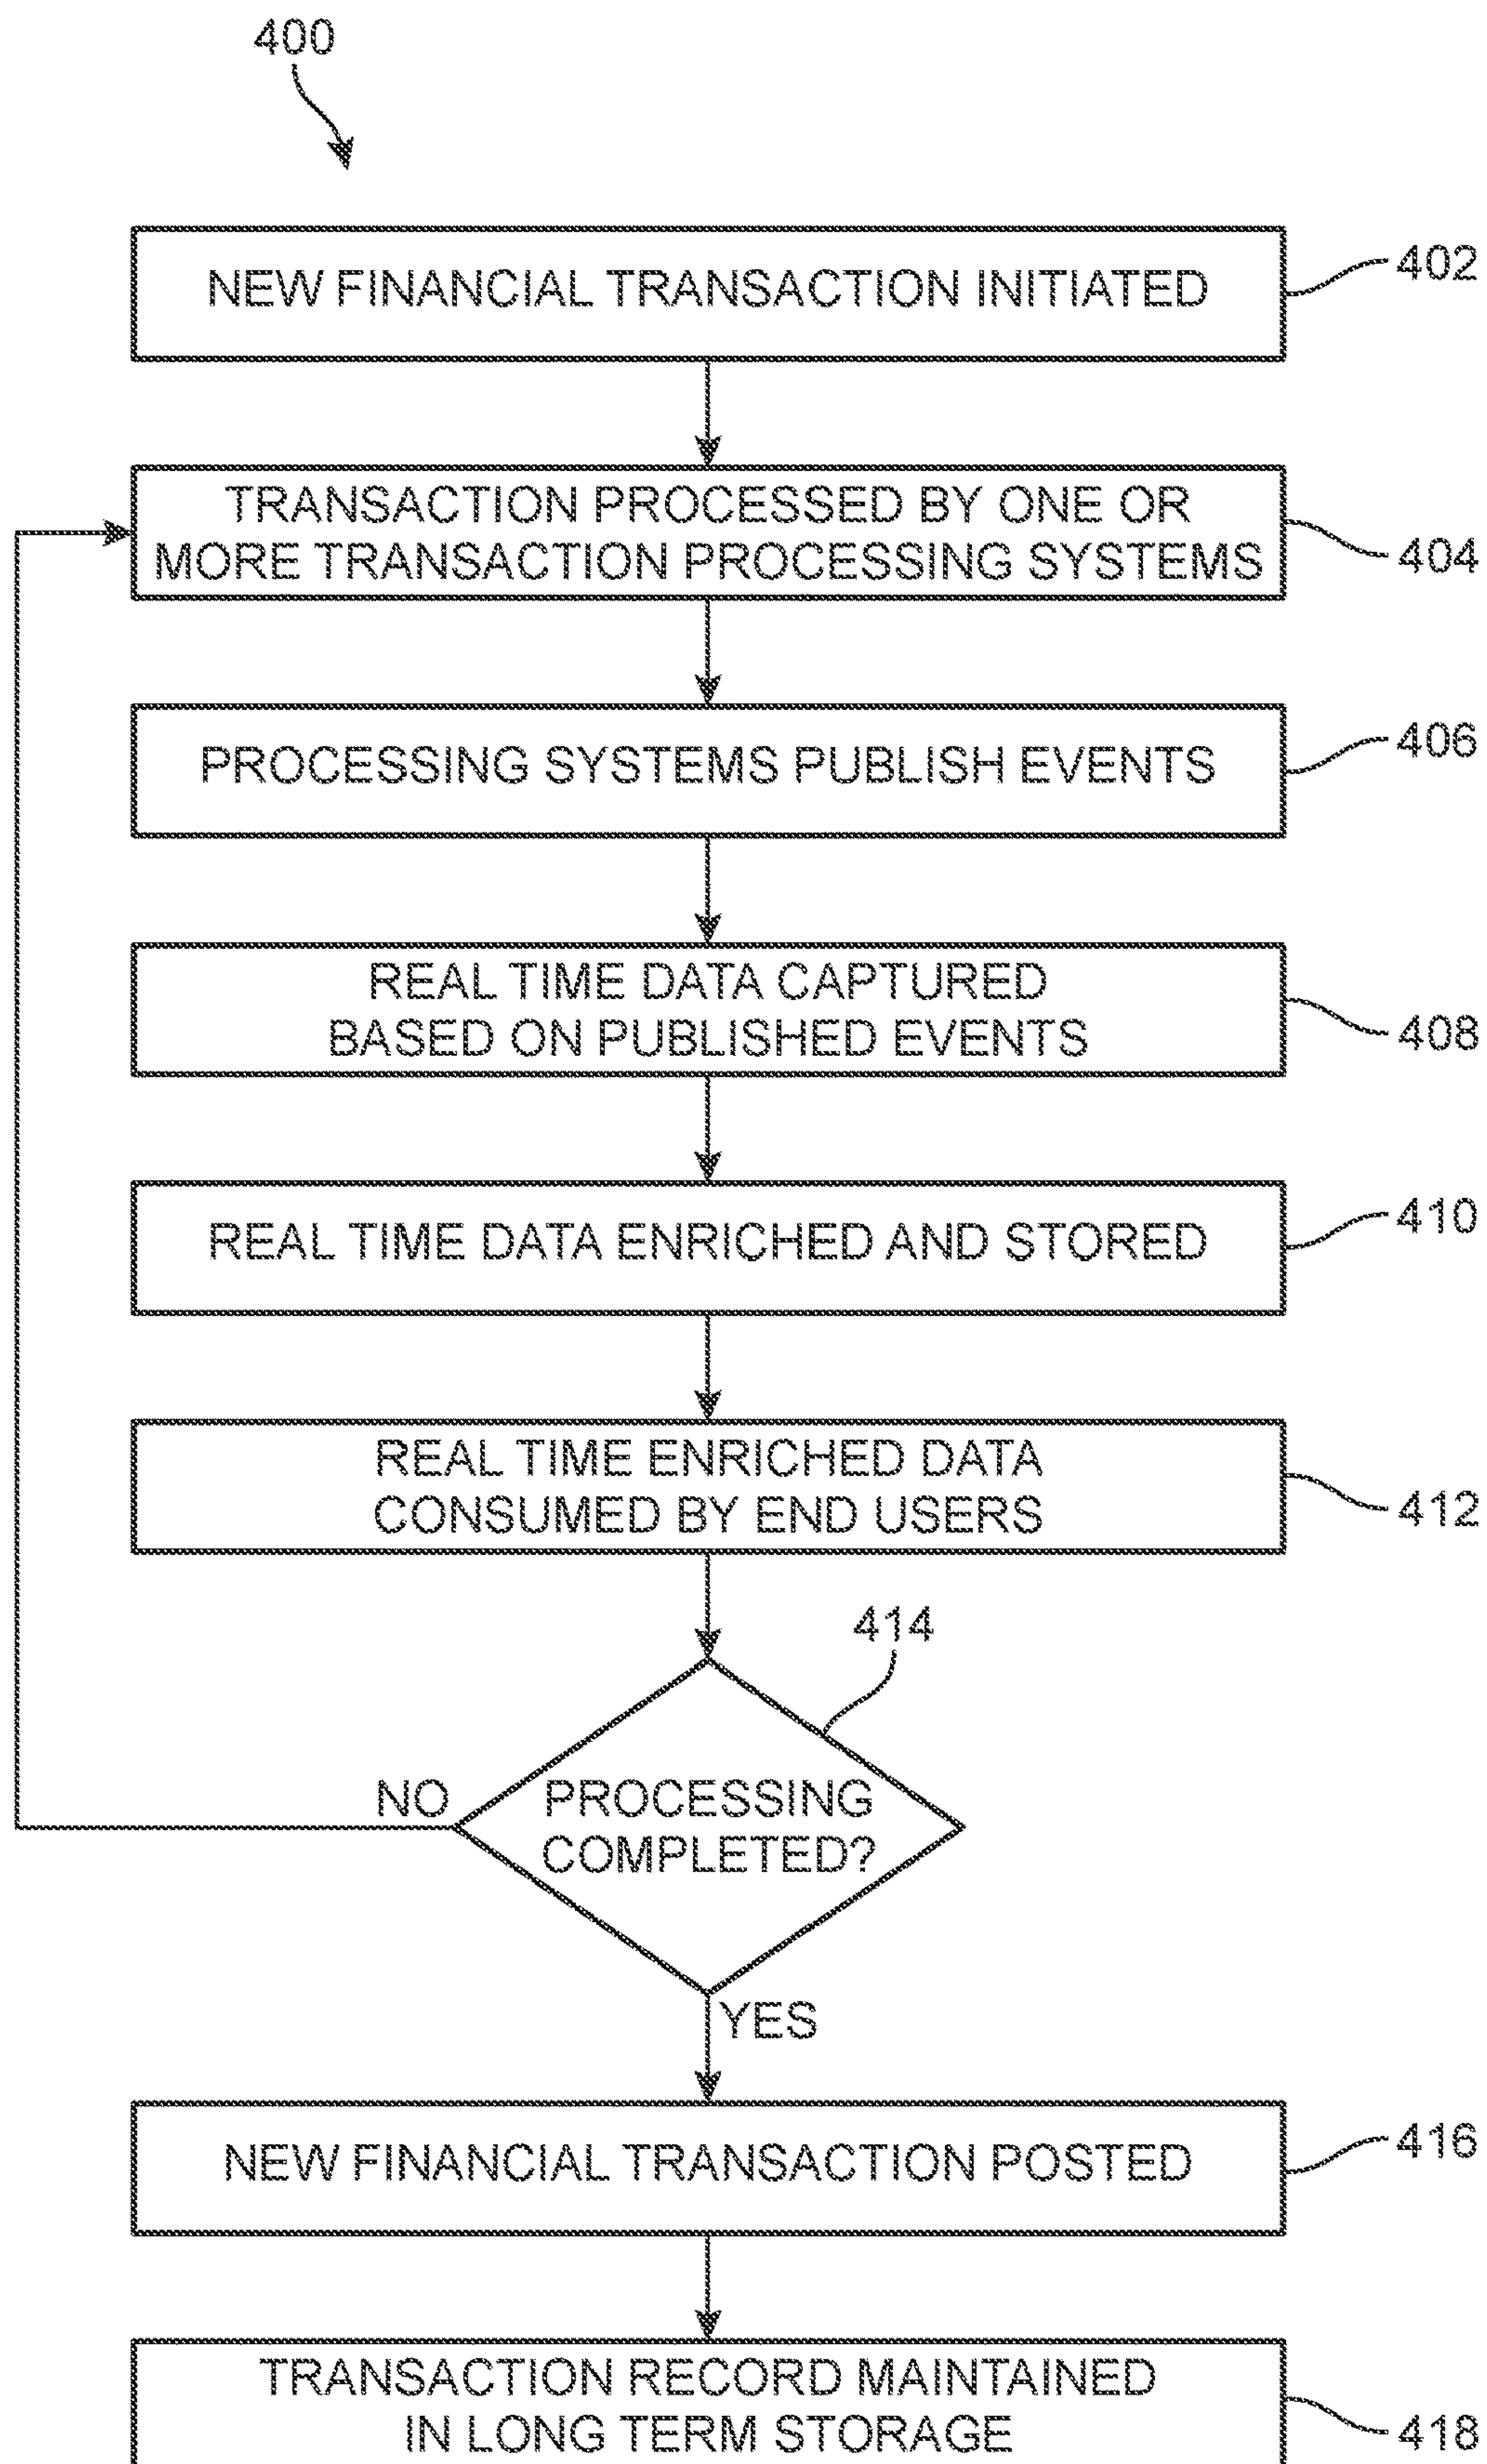 400
NEW FINANCIAL TRANSACTION INITIATED
402
TRANSACTION PROCESSED BY ONE OR
MORE TRANSACTION PROCESSING SYSTEMS
404
PROCESSING SYSTEMS PUBLISH EVENTS
406
REAL TIME DATA CAPTURED
BASED ON PUBLISHED EVENTS
408
REAL TIME DATA ENRICHED AND STORED
410
REAL TIME ENRICHED DATA
CONSUMED BY END USERS
412
414
PROCESSING
COMPLETED?
NO
YES
NEW FINANCIAL TRANSACTION POSTED
416
TRANSACTION RECORD MAINTAINED
IN LONG TERM STORAGE
418